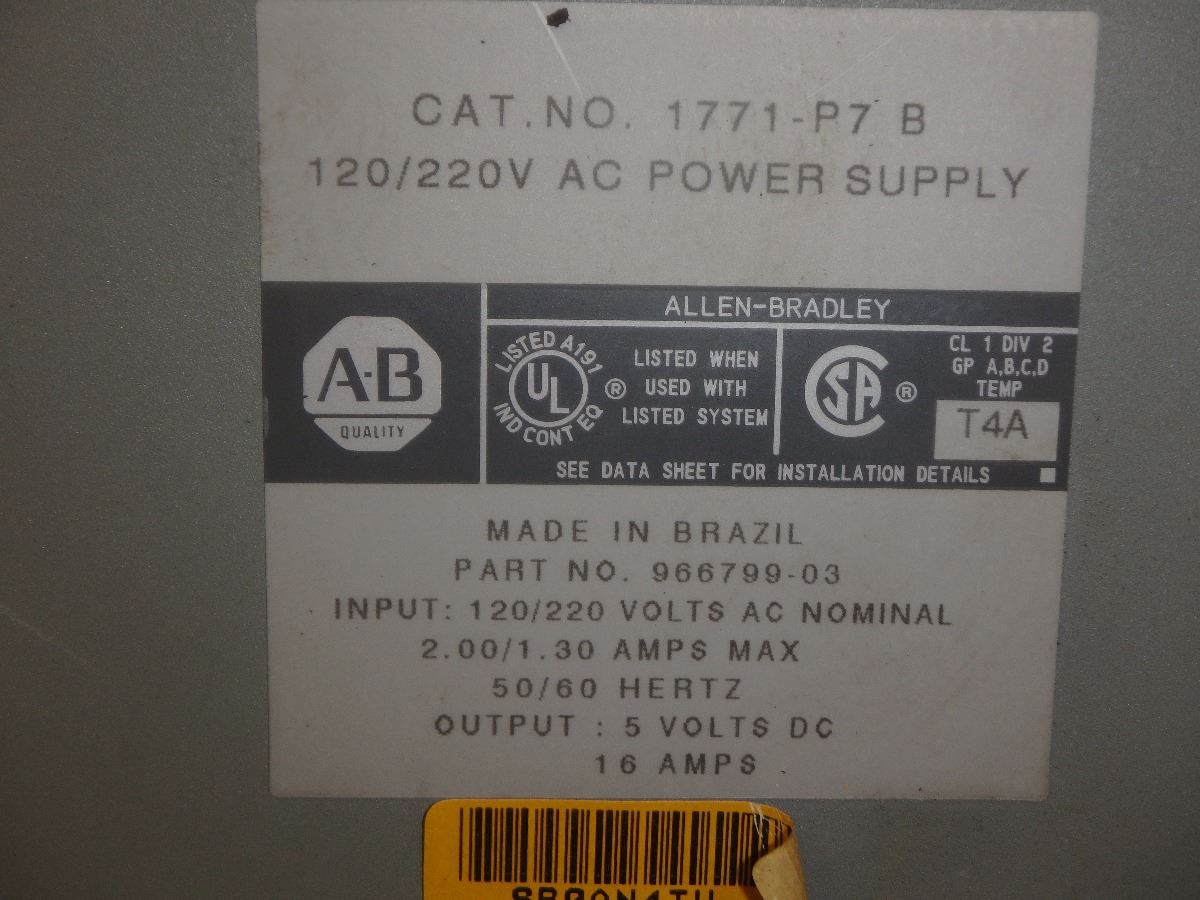 CAT.NO. 1771-P7 B
120/220V AC POWER SUPPLY
ALLEN-BRADLEY
A-B
QUALITY
LISTED A191
UL
IND CONT EQ
®
LISTED WHEN
USED WITH
LISTED SYSTEM
SA
®
CL 1 DIV 2
GP A,B,C,D
TEMP
T4A
SEE DATA SHEET FOR INSTALLATION DETAILS
MADE IN BRAZIL
PART NO. 966799-03
INPUT: 120/220 VOLTS AC NOMINAL
2.00/1.30 AMPS MAX
50/60 HERTZ
OUTPUT : 5 VOLTS DC
16 AMPS